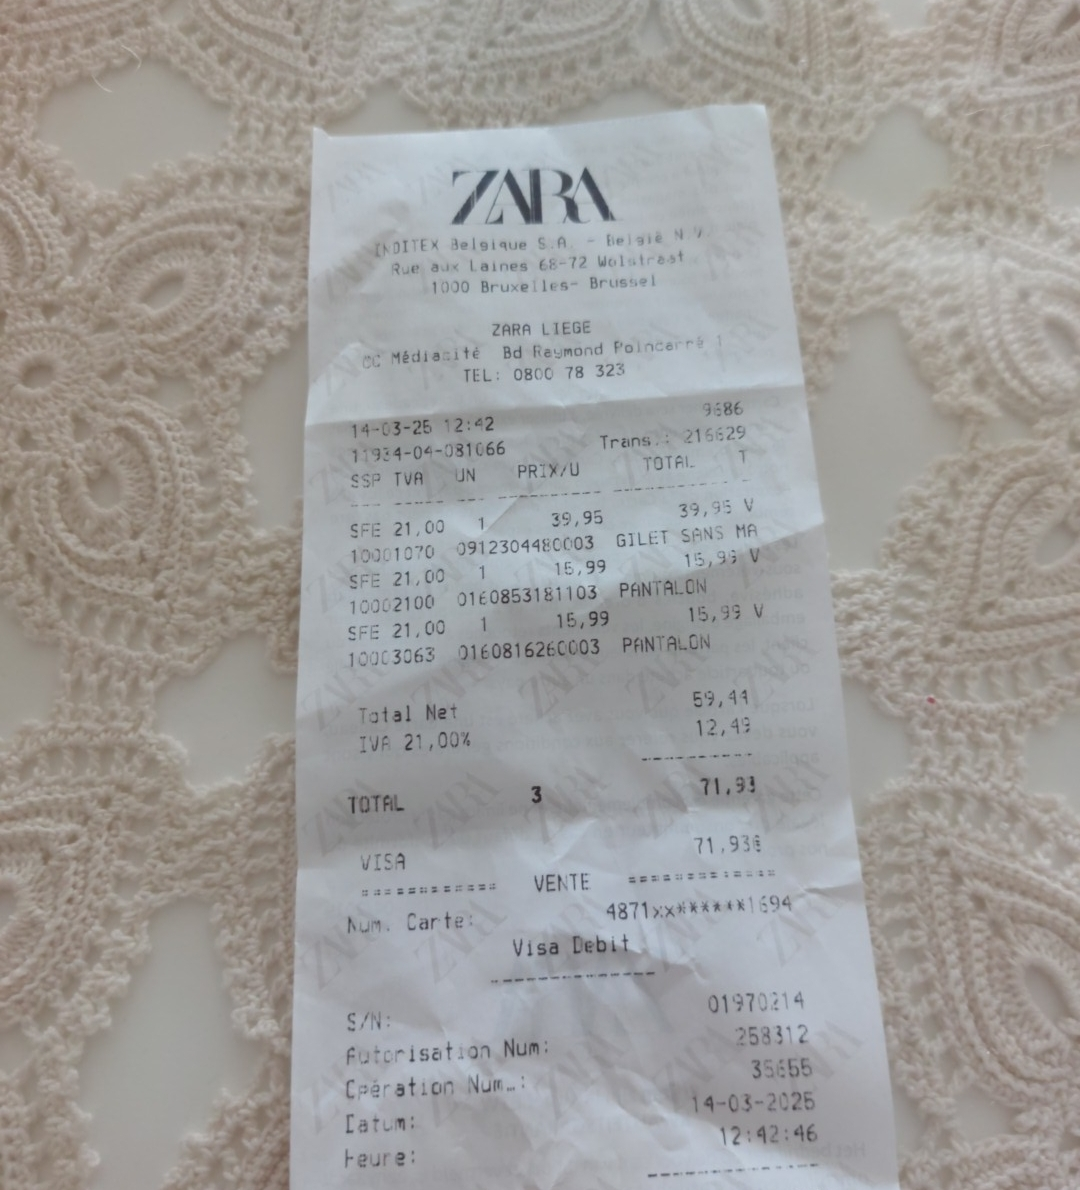 ZARA
INDITEX Belgique S.A. - België N.V.
Rue aux Laines 68-72 Wolstraat
1000 Bruxelles- Brussel
ZARA LIEGE
CC Médiacité Bd Raymond Poincarré 1
TEL: 0800 78 323
14-03-25 12:42 9686
11934-04-081066 Trans.: 216629
SSP TVA UN PRIX/U TOTAL T
SFE 21,00 1 39,95 39,95 V
10001070 0912304480003 GILET SANS MA
SFE 21,00 1 15,99 15,99 V
10002100 0160853181103 PANTALON
SFE 21,00 1 15,99 15,99 V
10003063 0160816260003 PANTALON
Total Net 59,44
IVA 21,00% 12,49
TOTAL 3 71,93
VISA 71,93€
============ VENTE ============
Num. Carte: 4871xx******1694
Visa Debit
S/N: 01970214
Autorisation Num: 258312
Opération Num..: 35655
Datum: 14-03-2025
Heure: 12:42:46